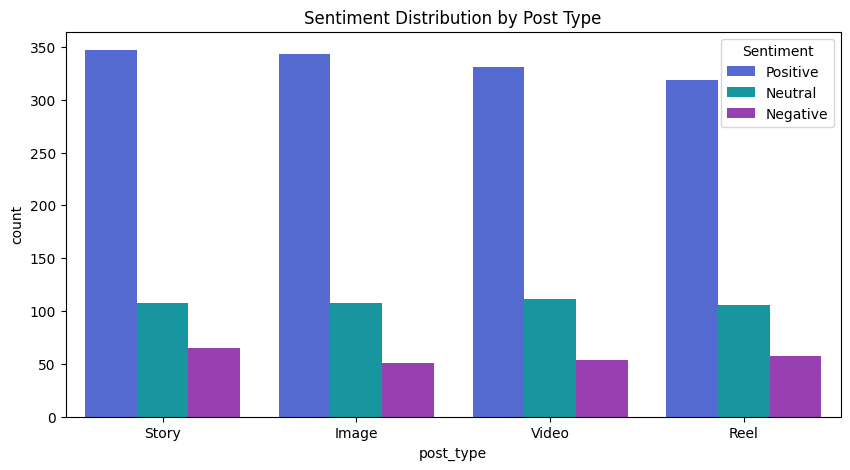 Sentiment Distribution by Post Type
Sentiment
Positive
Neutral
Negative
count
350
300
250
200
150
100
50
0
Story Image Video Reel
post_type